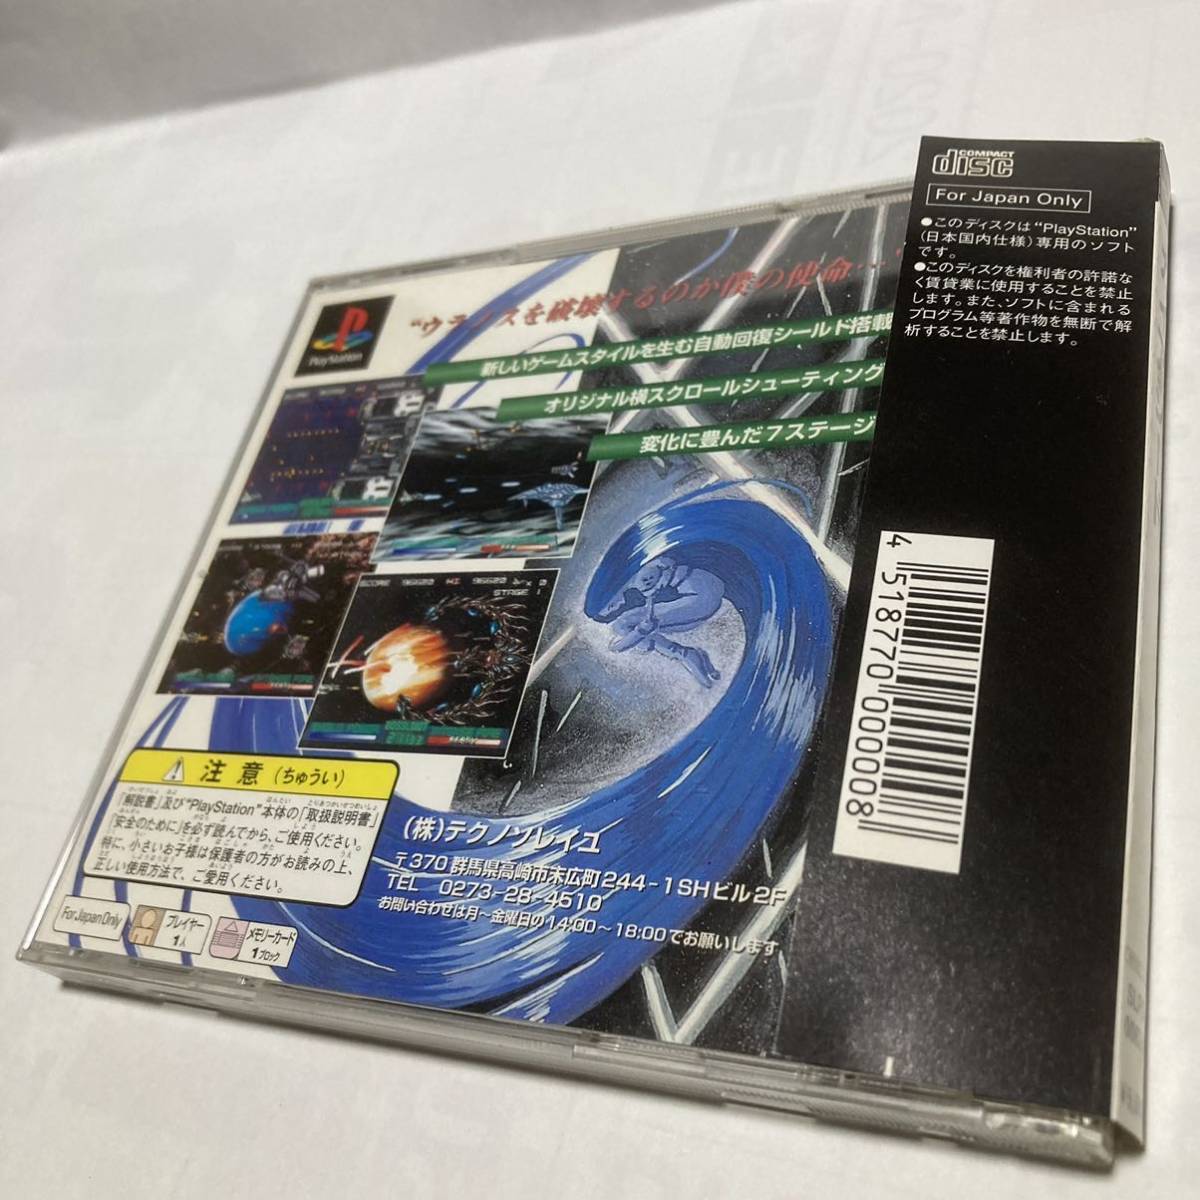 COMPACT
disc
For Japan Only
●このディスクは"PlayStation"
(日本国内仕様)専用のソフト
です。
●このディスクを権利者の許諾な
く賃貸業に使用することを禁止
します。また、ソフトに含まれる
プログラム等著作物を無断で解
析することを禁止します。
4 518770 000008
PlayStation
を破壊するのが僕の使命…
新しいゲームスタイルを生む自動回復シールド搭載
オリジナル横スクロールシューティング
変化に豊んだ7ステージ
SCORE 96600 HI 96600 x 0
STAGE 1
注意(ちゅうい)
「解説書」及び"PlayStation"本体の「取扱説明書」
「安全のために」を必ず読んでから、ご使用ください。
特に、小さいお子様は保護者の方がお読みの上、
正しい使用方法で、ご愛用ください。
For Japan Only
プレイヤー
1人
メモリーカード
1ブロック
(株)テクノソレイユ
〒370 群馬県高崎市末広町244-1SHビル2F
TEL 0273-28-4510
お問い合わせは月〜金曜日の14:00〜18:00でお願いします